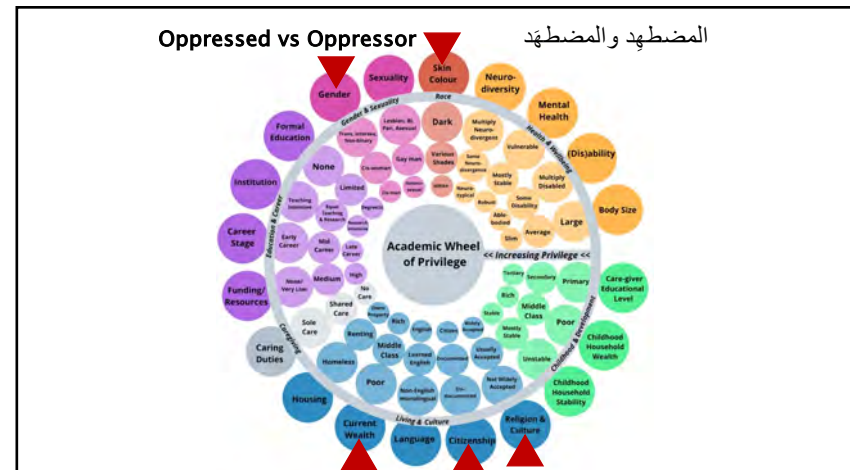 Oppressed vs Oppressor
المضطهِد والمضطهَد
Gender
Sexuality
Skin
Colour
Neuro-
diversity
Mental
Health
(Dis)ability
Body Size
Formal
Education
Institution
Career
Stage
Funding/
Resources
Caring
Duties
Housing
Current
Wealth
Language
Citizenship
Religion &
Culture
Childhood
Household
Stability
Childhood
Household
Wealth
Care-giver
Educational
Level
Gender & Sexuality
Race
Health & Wellbeing
Education & Career
Caregiving
Living & Culture
Childhood & Development
<< Increasing Privilege <<
Academic Wheel
of Privilege
Trans, Intersex,
Non-binary
Cis-woman
Cis-man
Lesbian, Bi,
Pan, Asexual
Gay man
Dark
Various
Shades
White
Multiply
Neuro-
divergent
Some
Neuro-
divergence
Neuro-
typical
Vulnerable
Mostly
Stable
Robust
Multiply
Disabled
Some
Disability
Able-
bodied
Large
Average
Slim
None
Limited
Teaching
Intensive
Equal
Teaching
& Research
Research
Intensive
Early
Career
Mid
Career
Late
Career
None/
Very Little
Medium
High
Sole
Care
Shared
Care
No
Care
Homeless
Renting
Owns
Property
Poor
Middle
Class
Rich
Non-English
monolingual
Learned
English
English
Un-
Documented
Documented
Citizen
Not Widely
Accepted
Usually
Accepted
Widely
Accepted
Unstable
Mostly
Stable
Stable
Poor
Middle
Class
Rich
Primary
Secondary
Tertiary